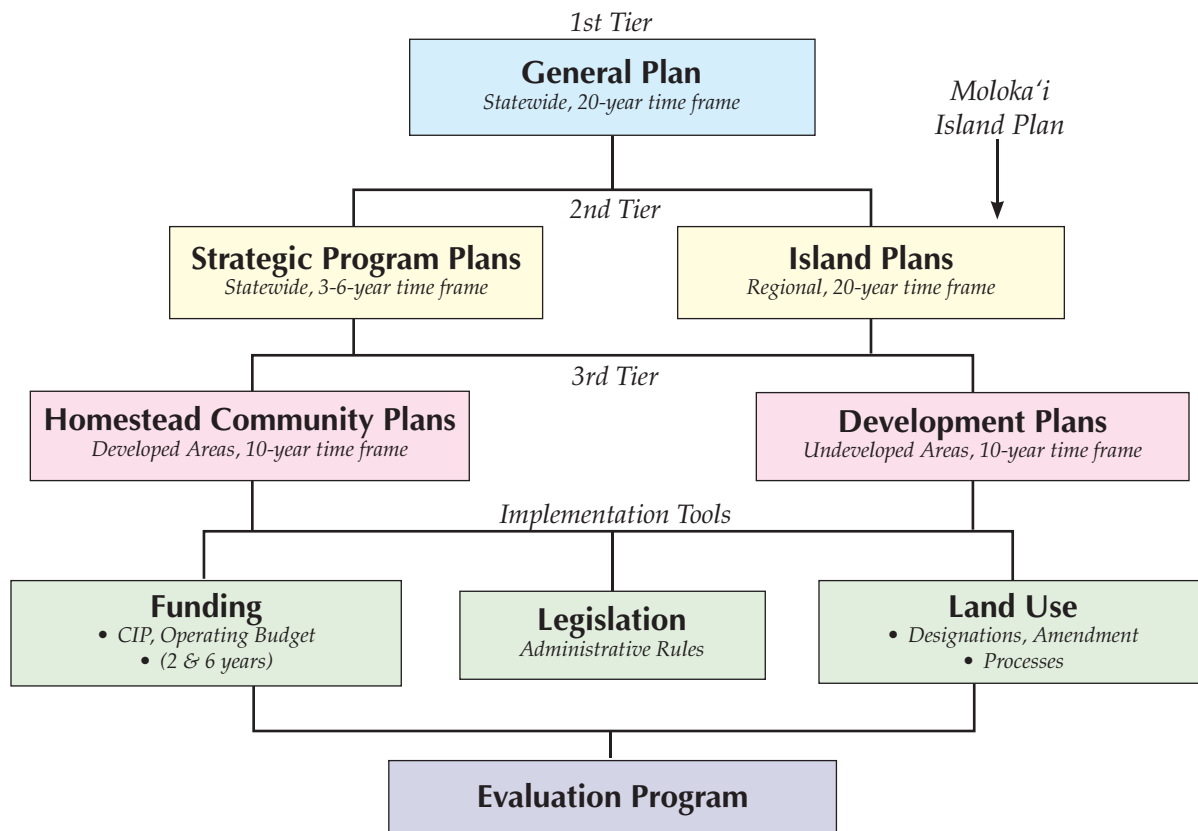 1st Tier
General Plan
Statewide, 20-year time frame
Moloka‘i
Island Plan
2nd Tier
Strategic Program Plans
Statewide, 3-6-year time frame
Island Plans
Regional, 20-year time frame
3rd Tier
Homestead Community Plans
Developed Areas, 10-year time frame
Development Plans
Undeveloped Areas, 10-year time frame
Implementation Tools
Funding
• CIP, Operating Budget
• (2 & 6 years)
Legislation
Administrative Rules
Land Use
• Designations, Amendment
• Processes
Evaluation Program